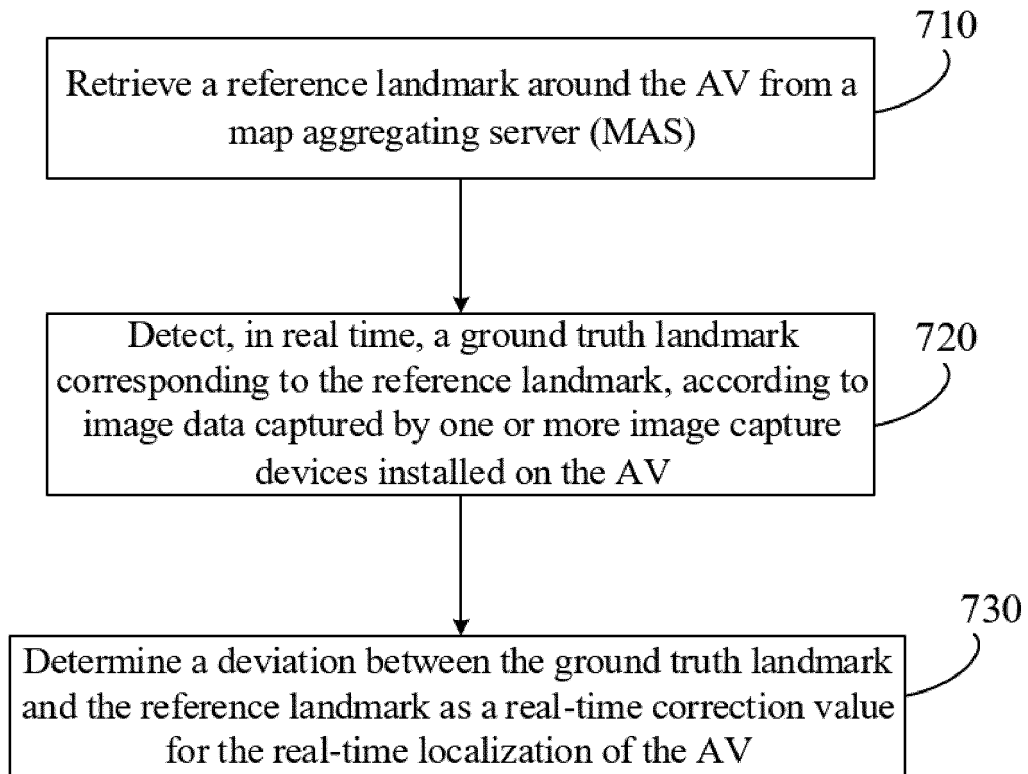 710
Retrieve a reference landmark around the AV from a
map aggregating server (MAS)
720
Detect, in real time, a ground truth landmark
corresponding to the reference landmark, according to
image data captured by one or more image capture
devices installed on the AV
730
Determine a deviation between the ground truth landmark
and the reference landmark as a real-time correction value
for the real-time localization of the AV